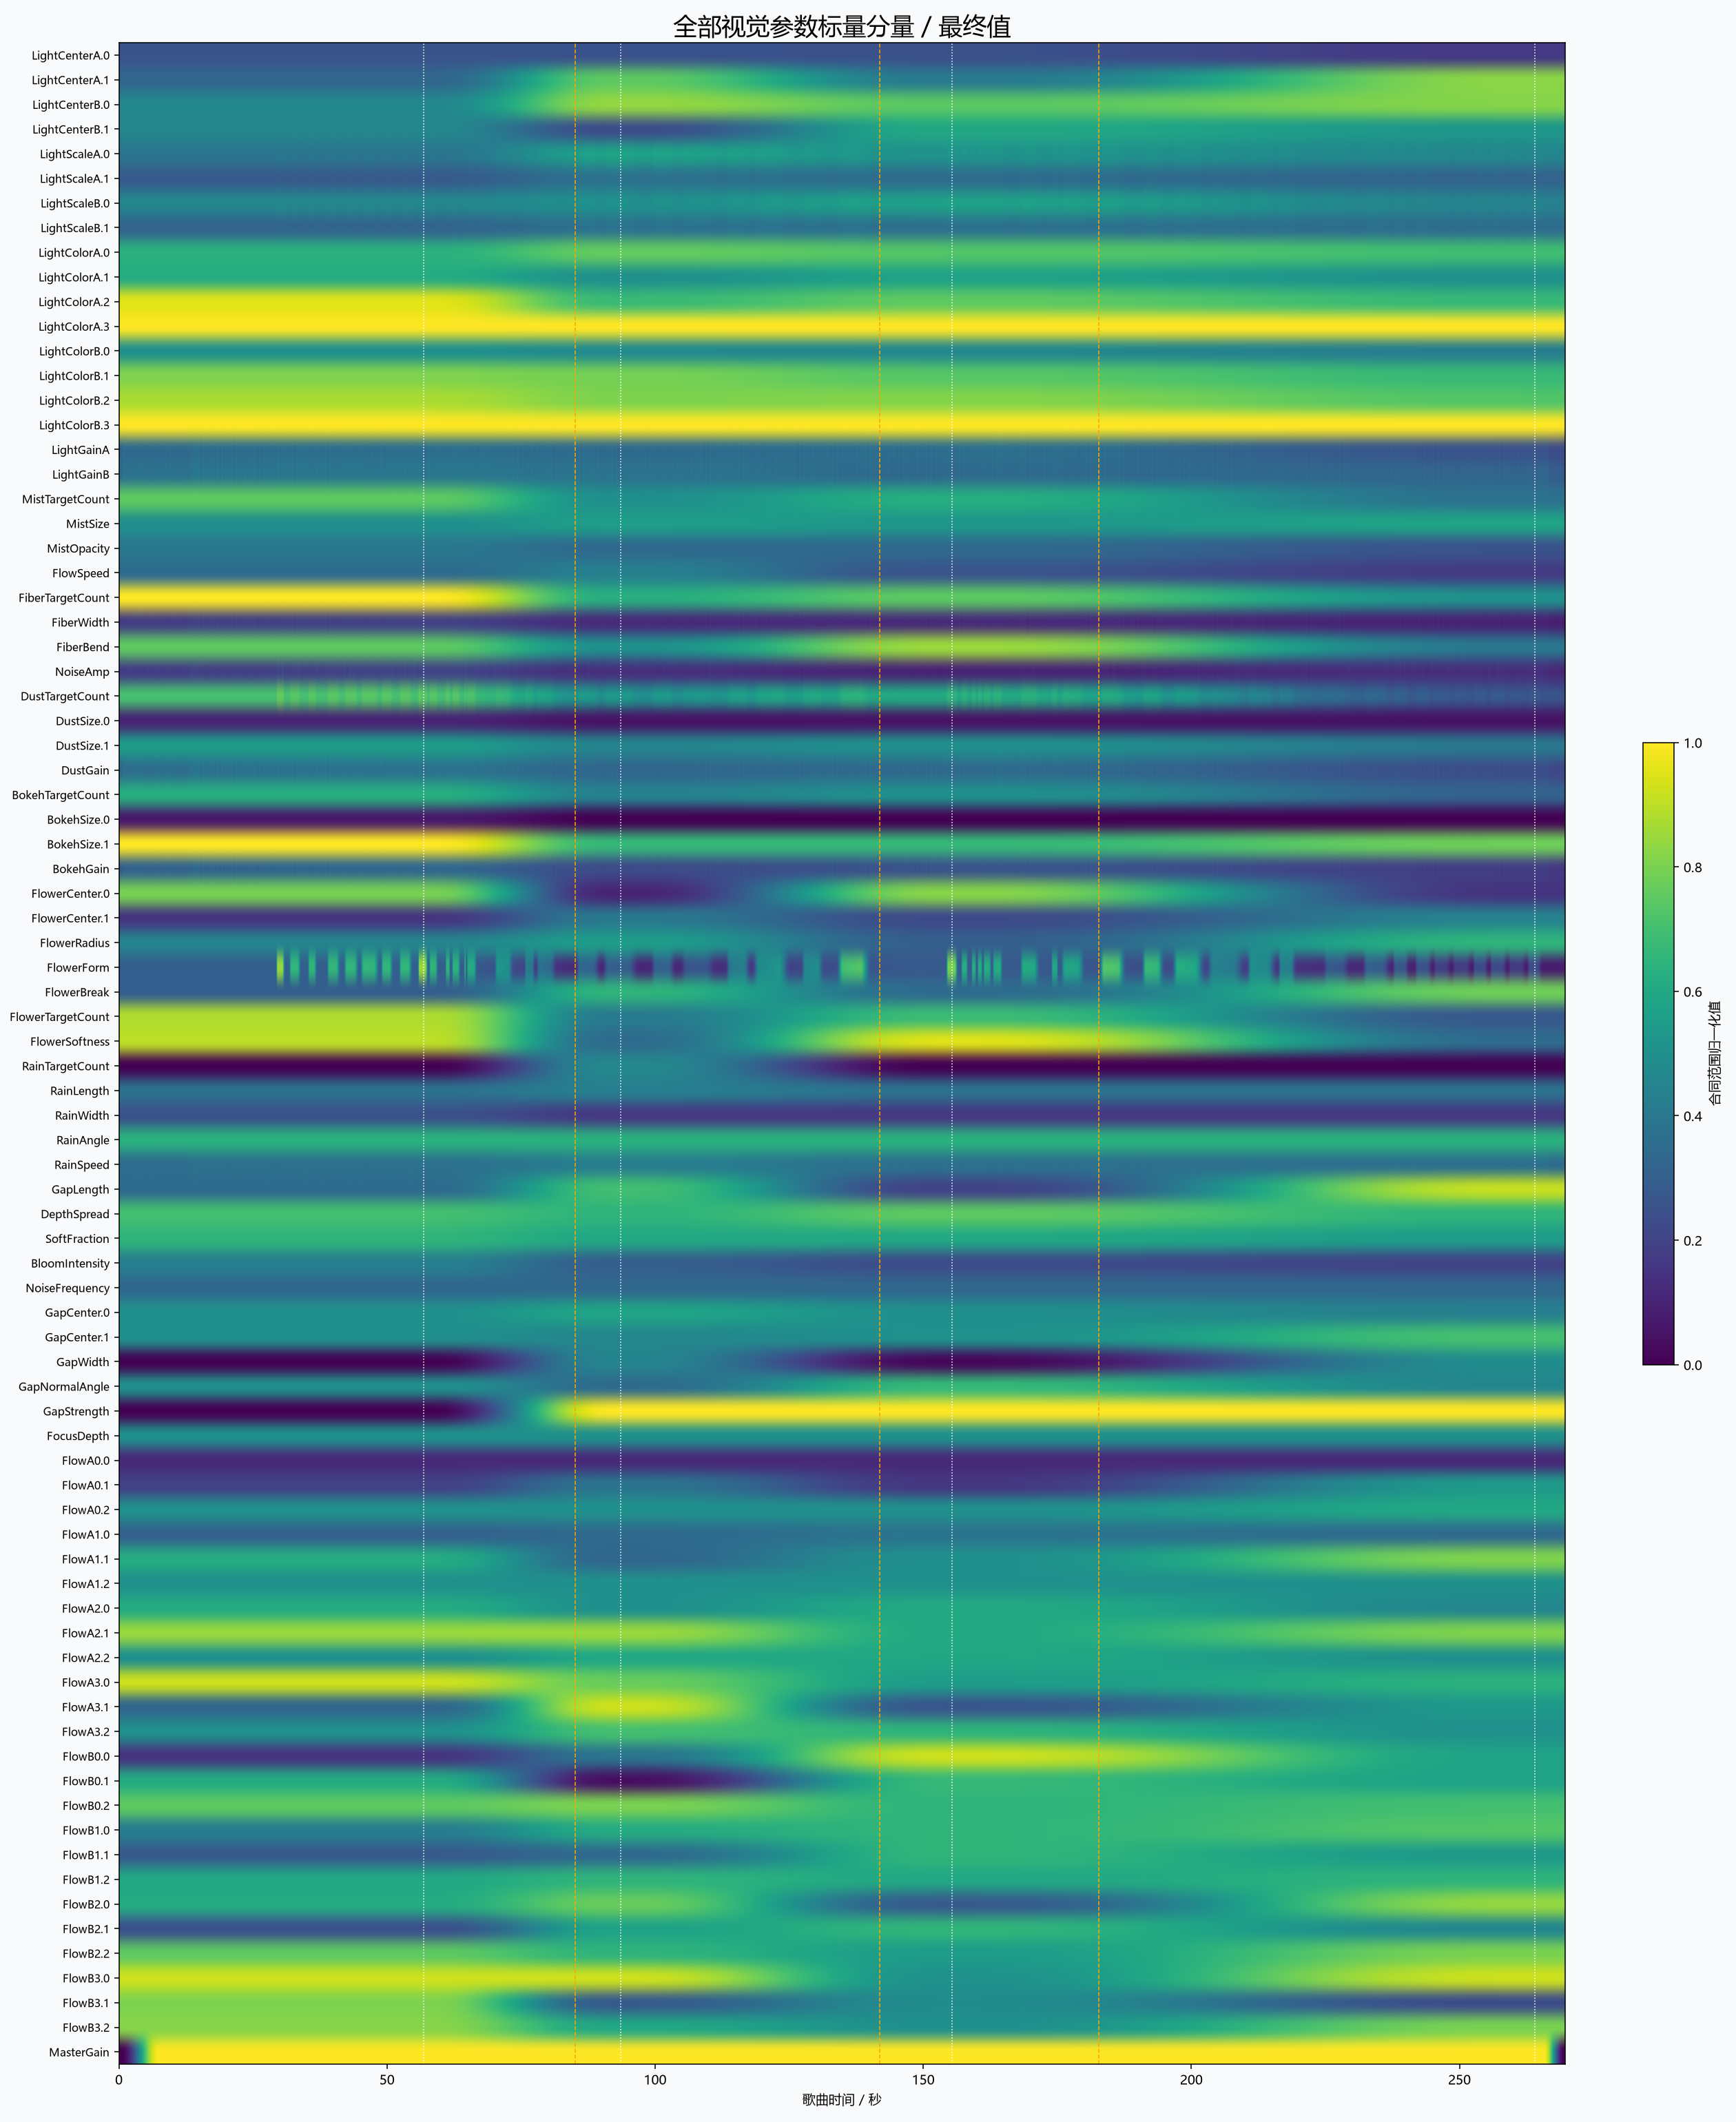 全部视觉参数标量分量 / 最终值
LightCenterA.0
LightCenterA.1
LightCenterB.0
LightCenterB.1
LightScaleA.0
LightScaleA.1
LightScaleB.0
LightScaleB.1
LightColorA.0
LightColorA.1
LightColorA.2
LightColorA.3
LightColorB.0
LightColorB.1
LightColorB.2
LightColorB.3
LightGainA
LightGainB
MistTargetCount
MistSize
MistOpacity
FlowSpeed
FiberTargetCount
FiberWidth
FiberBend
NoiseAmp
DustTargetCount
DustSize.0
DustSize.1
DustGain
BokehTargetCount
BokehSize.0
BokehSize.1
BokehGain
FlowerCenter.0
FlowerCenter.1
FlowerRadius
FlowerForm
FlowerBreak
FlowerTargetCount
FlowerSoftness
RainTargetCount
RainLength
RainWidth
RainAngle
RainSpeed
GapLength
DepthSpread
SoftFraction
BloomIntensity
NoiseFrequency
GapCenter.0
GapCenter.1
GapWidth
GapNormalAngle
GapStrength
FocusDepth
FlowA0.0
FlowA0.1
FlowA0.2
FlowA1.0
FlowA1.1
FlowA1.2
FlowA2.0
FlowA2.1
FlowA2.2
FlowA3.0
FlowA3.1
FlowA3.2
FlowB0.0
FlowB0.1
FlowB0.2
FlowB1.0
FlowB1.1
FlowB1.2
FlowB2.0
FlowB2.1
FlowB2.2
FlowB3.0
FlowB3.1
FlowB3.2
MasterGain
0
50
100
150
200
250
歌曲时间 / 秒
1.0
0.8
0.6
0.4
0.2
0.0
合同范围归一化值